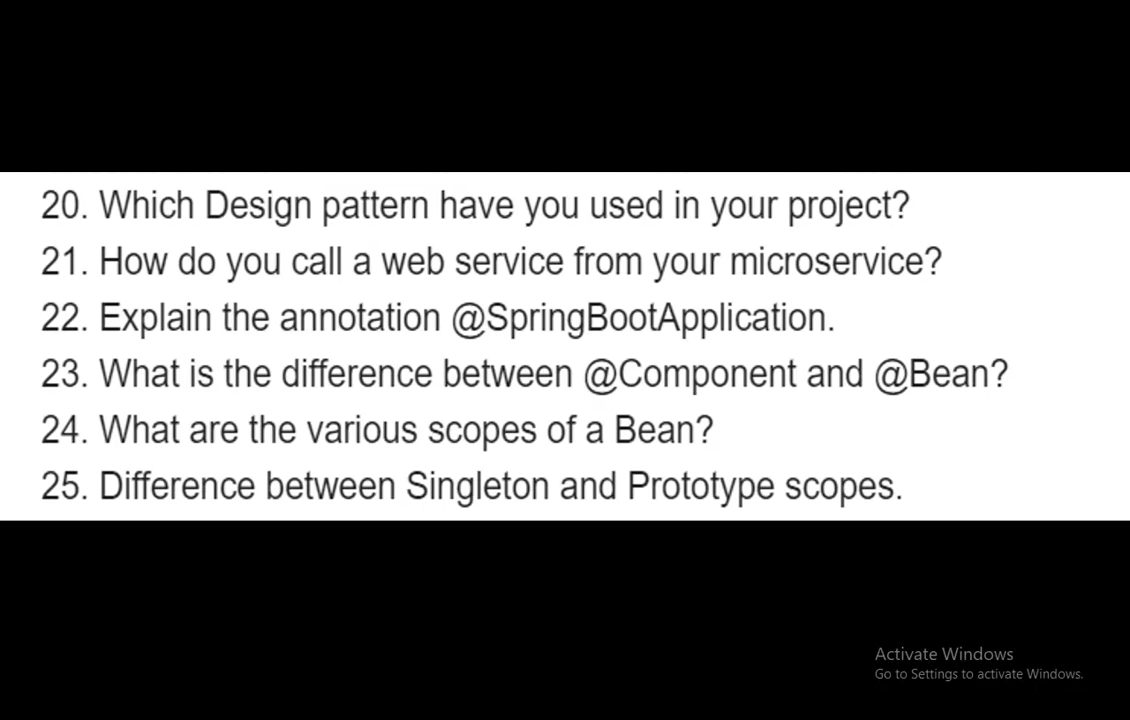 20. Which Design pattern have you used in your project?
21. How do you call a web service from your microservice?
22. Explain the annotation @SpringBootApplication.
23. What is the difference between @Component and @Bean?
24. What are the various scopes of a Bean?
25. Difference between Singleton and Prototype scopes.
Activate Windows
Go to Settings to activate Windows.